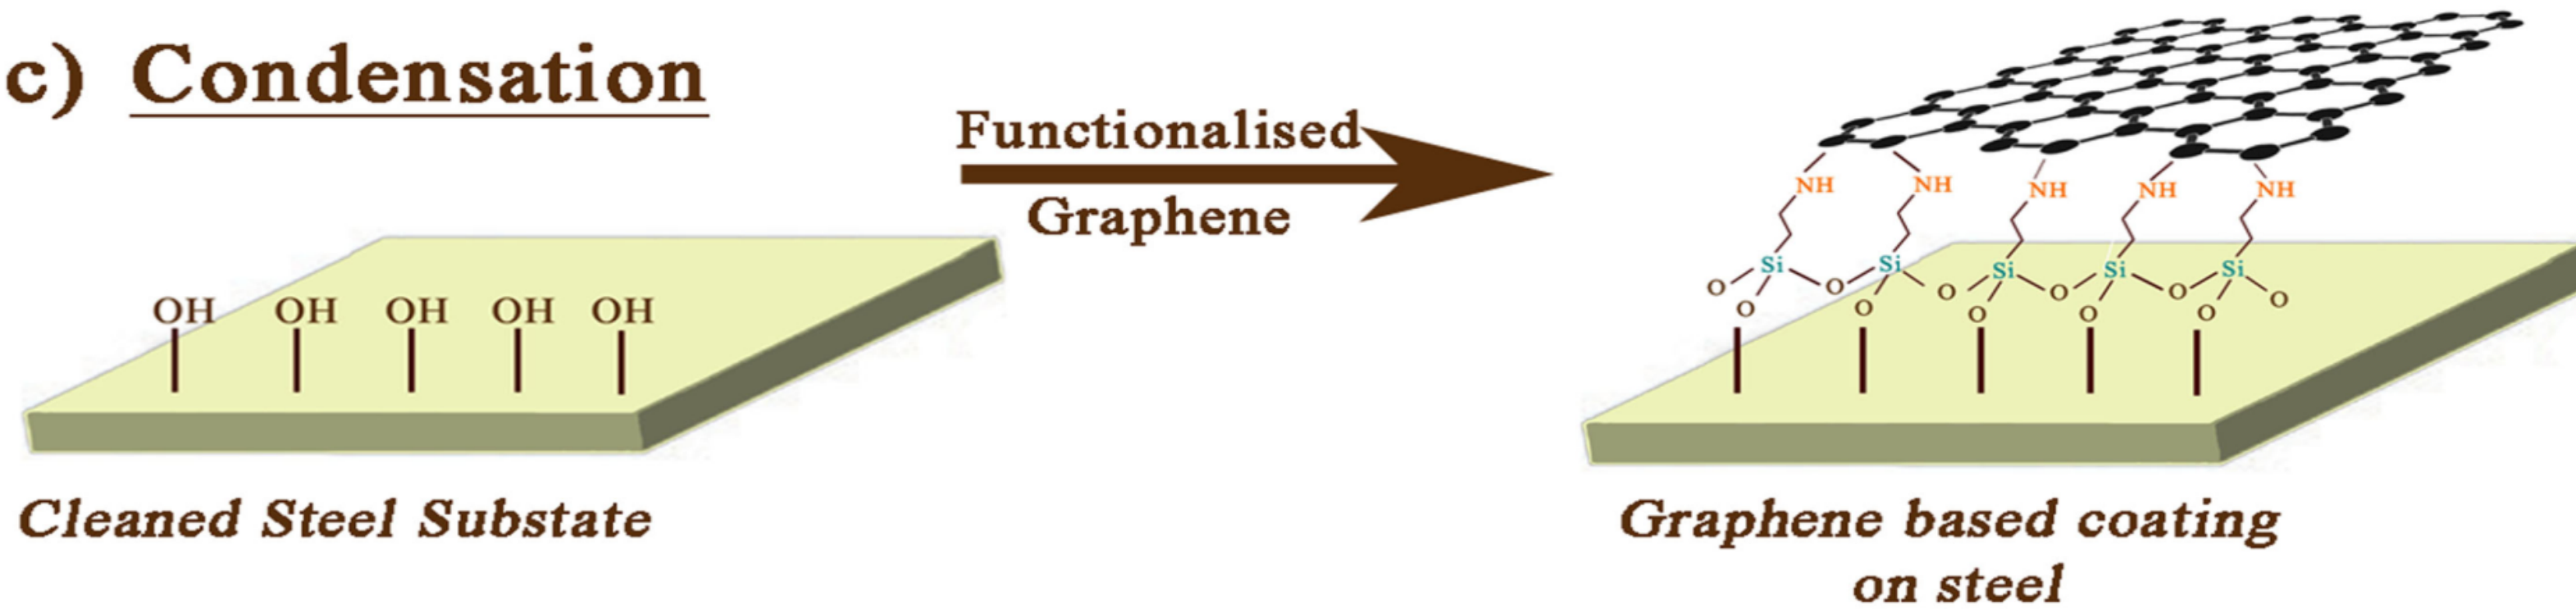 c) Condensation
Functionalised
Graphene
OH OH OH OH OH
NH NH NH NH NH
Si Si Si Si Si
O O O O O O
O O O O O
Cleaned Steel Substate
Graphene based coating
on steel